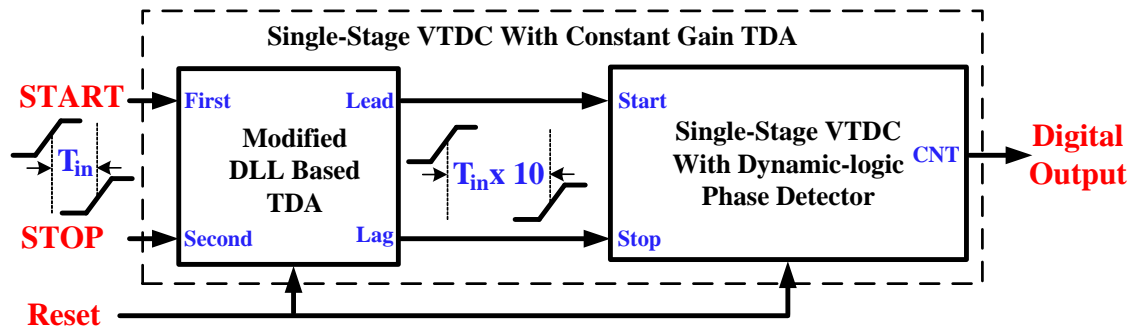 Single-Stage VTDC With Constant Gain TDA
START
First
Lead
Start
Modified
DLL Based
TDA
Single-Stage VTDC
With Dynamic-logic
Phase Detector
CNT
Digital
Output
Tin
Tin x 10
STOP
Second
Lag
Stop
Reset